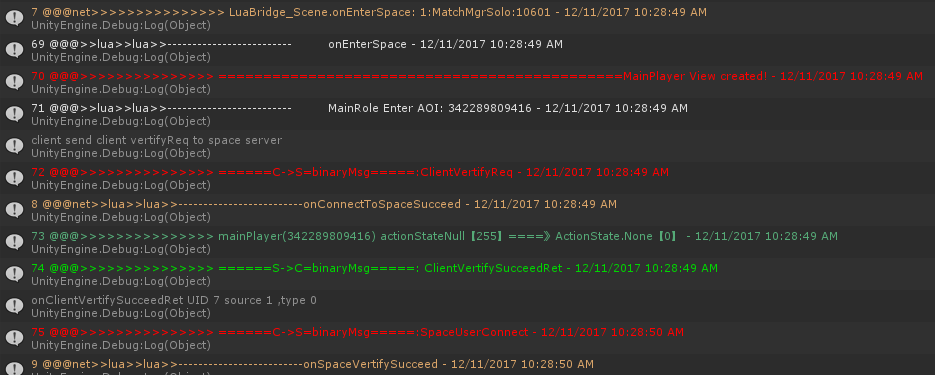 7 @@@net>>>>>>>>>>>>>>>> LuaBridge_Scene.onEnterSpace: 1:MatchMgrSolo:10601 - 12/11/2017 10:28:49 AM
UnityEngine.Debug:Log(Object)
69 @@@>>lua>>lua>>------------------------- onEnterSpace - 12/11/2017 10:28:49 AM
UnityEngine.Debug:Log(Object)
70 @@@>>>>>>>>>>>>>>>> =================================================MainPlayer View created! - 12/11/2017 10:28:49 AM
UnityEngine.Debug:Log(Object)
71 @@@>>lua>>lua>>------------------------- MainRole Enter AOI: 342289809416 - 12/11/2017 10:28:49 AM
UnityEngine.Debug:Log(Object)
client send client vertifyReq to space server
UnityEngine.Debug:Log(Object)
72 @@@>>>>>>>>>>>>>>>> ======C->S=binaryMsg=====:ClientVertifyReq - 12/11/2017 10:28:49 AM
UnityEngine.Debug:Log(Object)
8 @@@net>>lua>>lua>>-------------------------onConnectToSpaceSucceed - 12/11/2017 10:28:49 AM
UnityEngine.Debug:Log(Object)
73 @@@>>>>>>>>>>>>>>>> mainPlayer(342289809416) actionStateNull【255】====》ActionState.None【0】 - 12/11/2017 10:28:49 AM
UnityEngine.Debug:Log(Object)
74 @@@>>>>>>>>>>>>>>>> ======S->C=binaryMsg=====: ClientVertifySucceedRet - 12/11/2017 10:28:49 AM
UnityEngine.Debug:Log(Object)
onClientVertifySucceedRet UID 7 source 1 ,type 0
UnityEngine.Debug:Log(Object)
75 @@@>>>>>>>>>>>>>>>> ======C->S=binaryMsg=====:SpaceUserConnect - 12/11/2017 10:28:50 AM
UnityEngine.Debug:Log(Object)
9 @@@net>>lua>>lua>>-------------------------onSpaceVertifySucceed - 12/11/2017 10:28:50 AM
UnityEngine.Debug:Log(Object)